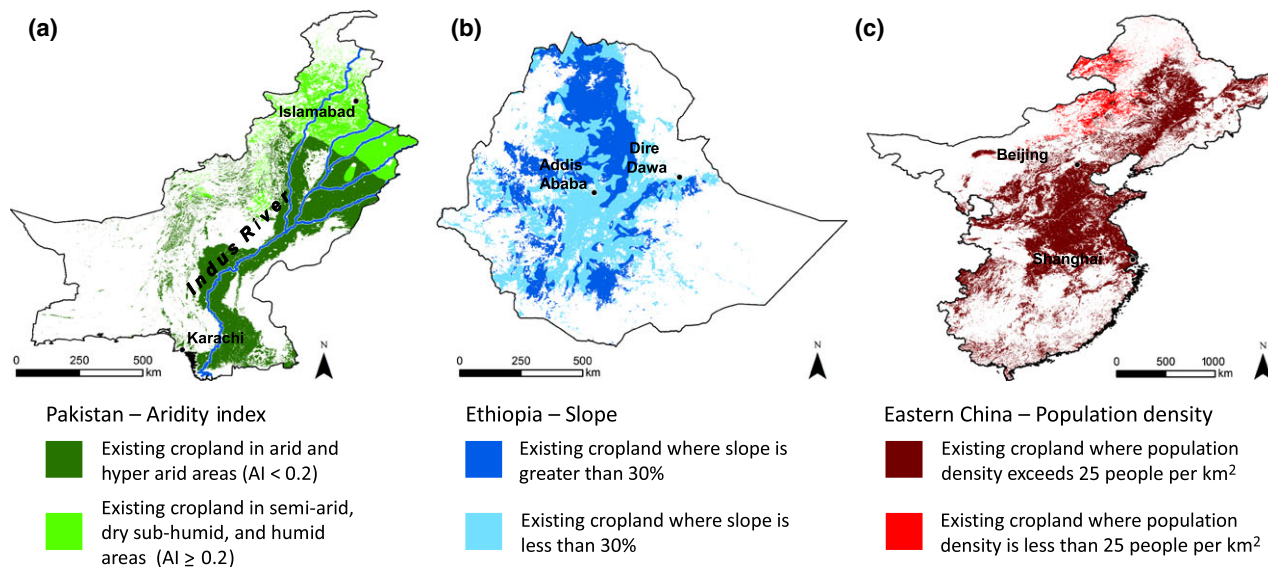 (a)
Islamabad
Indus River
Karachi
0 250 500
km
N
(b)
Addis
Ababa
Dire
Dawa
0 250 500
km
N
(c)
Beijing
Shanghai
0 500 1000
km
N
Pakistan – Aridity index
Existing cropland in arid and
hyper arid areas (AI < 0.2)
Existing cropland in semi-arid,
dry sub-humid, and humid
areas (AI ≥ 0.2)
Ethiopia – Slope
Existing cropland where slope is
greater than 30%
Existing cropland where slope is
less than 30%
Eastern China – Population density
Existing cropland where population
density exceeds 25 people per km²
Existing cropland where population
density is less than 25 people per km²